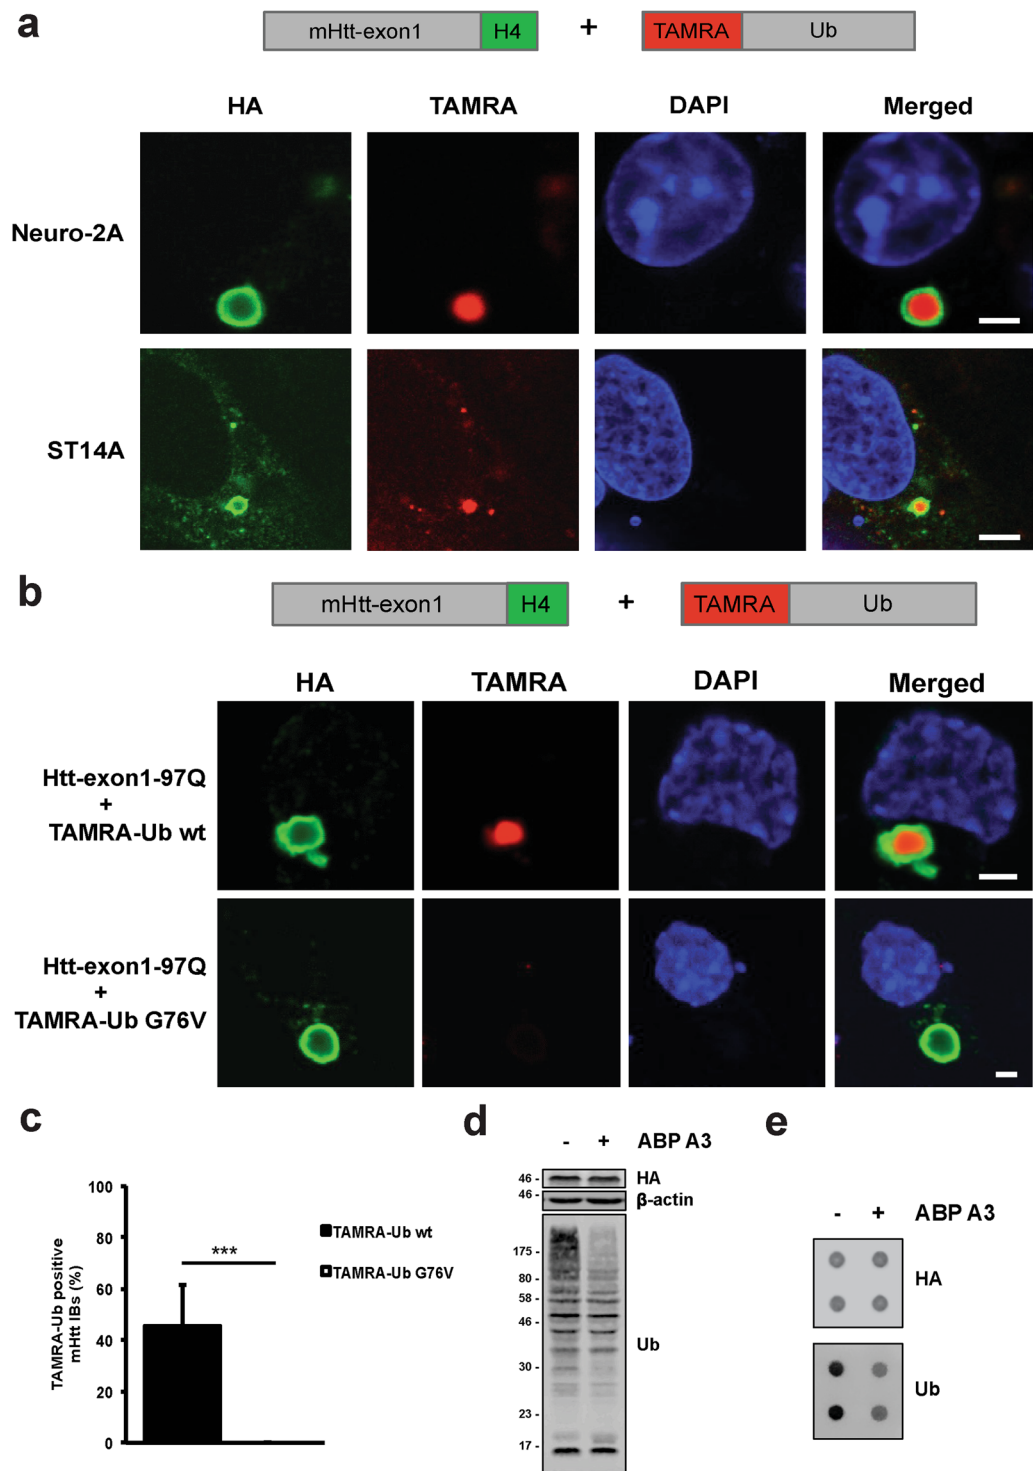 a
mHtt-exon1 H4 + TAMRA Ub
HA TAMRA DAPI Merged
Neuro-2A
ST14A
b
mHtt-exon1 H4 + TAMRA Ub
HA TAMRA DAPI Merged
Htt-exon1-97Q
+
TAMRA-Ub wt
Htt-exon1-97Q
+
TAMRA-Ub G76V
c
TAMRA-Ub positive
mHtt IBs (%)
100
80
60
40
20
0
***
TAMRA-Ub wt
TAMRA-Ub G76V
d
- + ABP A3
46 - HA
46 - β-actin
175 -
80 -
58 -
46 -
Ub
30 -
23 -
17 -
e
- + ABP A3
HA
Ub